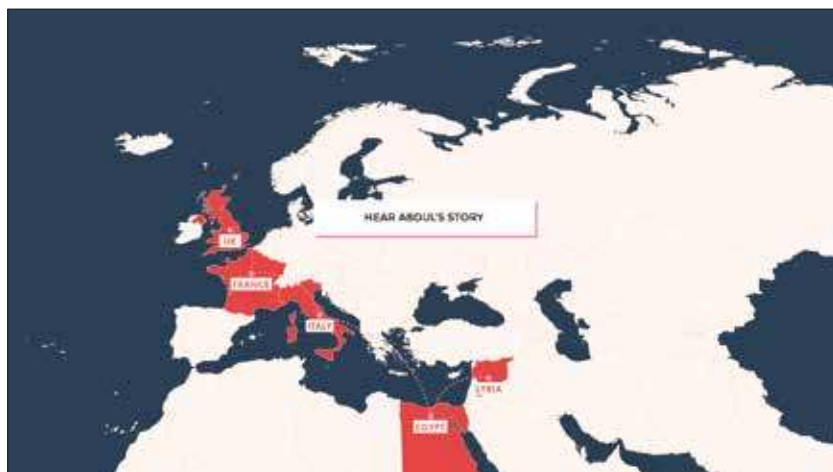 HEAR ABDUL'S STORY
UK
FRANCE
ITALY
SYRIA
EGYPT